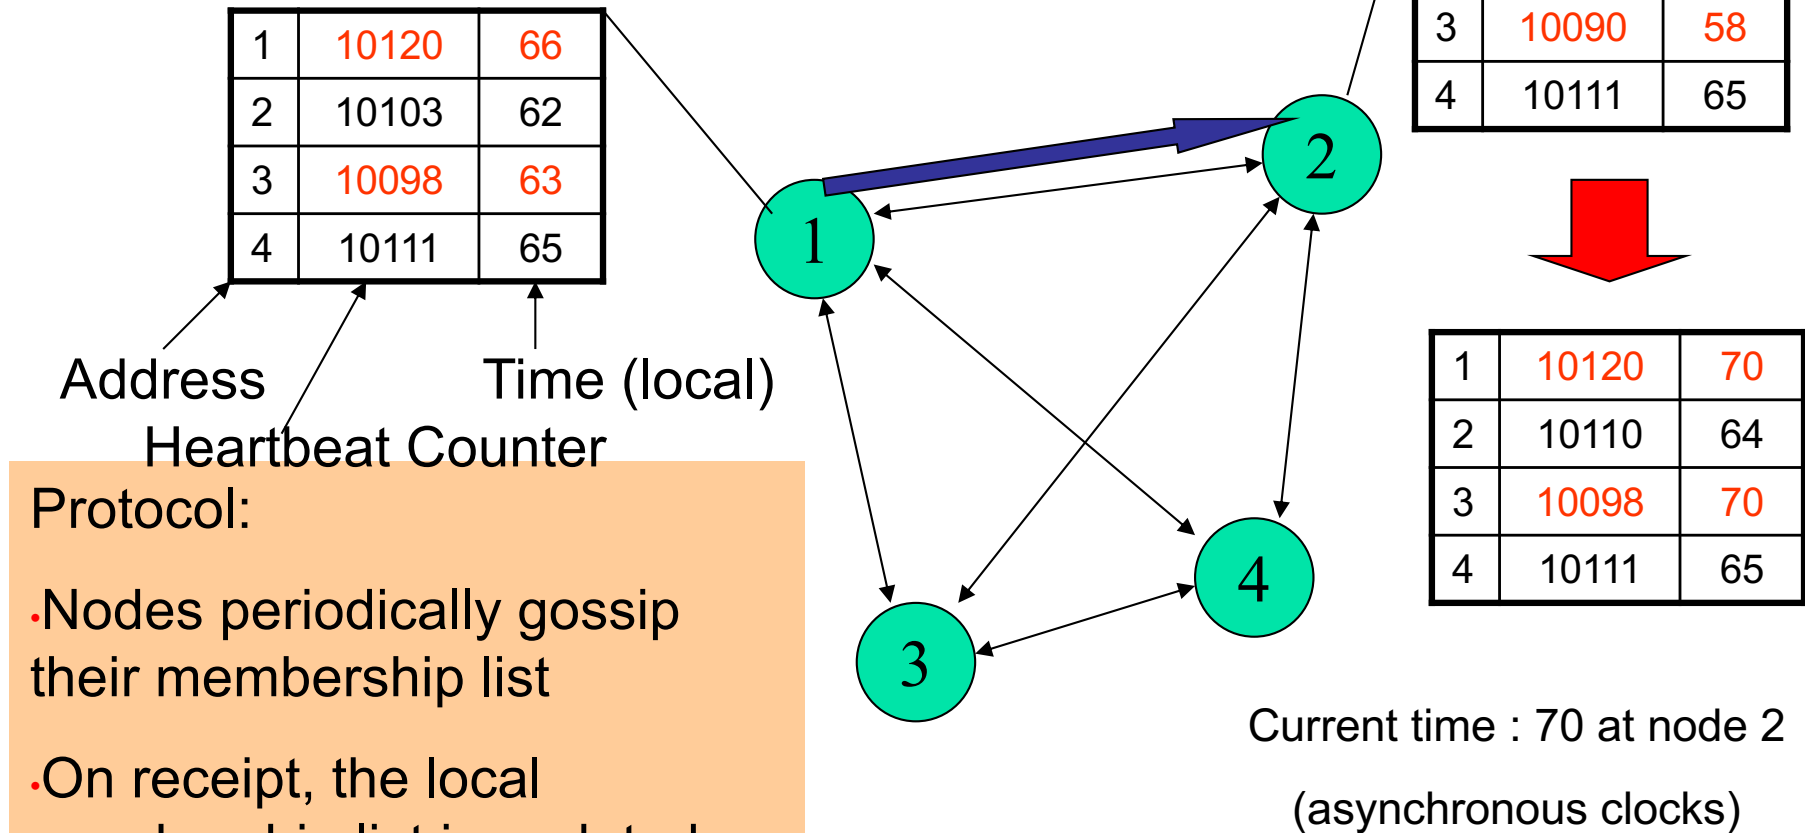 1 10120 66
2 10103 62
3 10098 63
4 10111 65
Address
Time (local)
Heartbeat Counter
Protocol:
•Nodes periodically gossip
their membership list
•On receipt, the local
1
2
3
4
3 10090 58
4 10111 65
1 10120 70
2 10110 64
3 10098 70
4 10111 65
Current time : 70 at node 2
(asynchronous clocks)